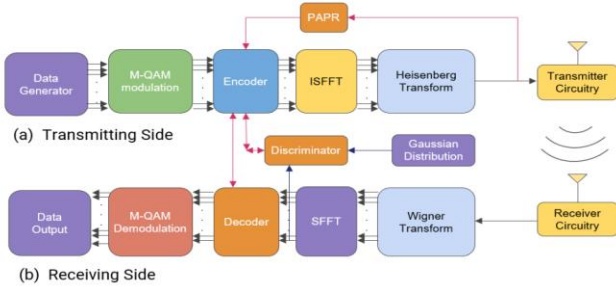 PAPR
Data
Generator
M-QAM
modulation
Encoder
ISFFT
Heisenberg
Transform
Transmitter
Circuitry
(a) Transmitting Side
Discriminator
Gaussian
Distribution
Data
Output
M-QAM
Demodulation
Decoder
SFFT
Wigner
Transform
Receiver
Circuitry
(b) Receiving Side